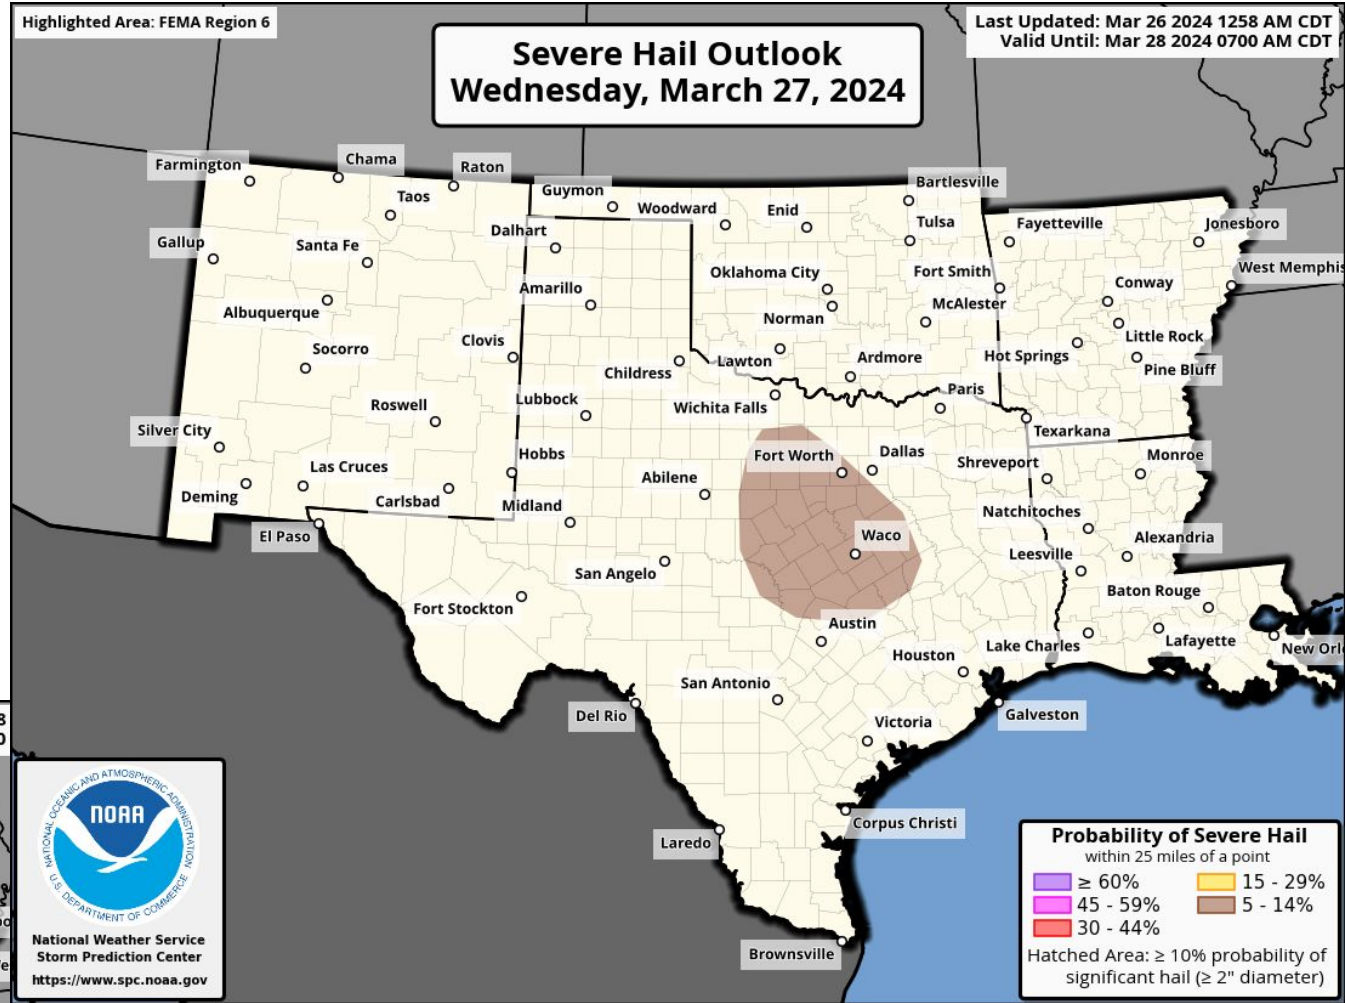 Highlighted Area: FEMA Region 6
Last Updated: Mar 26 2024 1258 AM CDT
Valid Until: Mar 28 2024 0700 AM CDT
Severe Hail Outlook
Wednesday, March 27, 2024
Farmington
Chama
Raton
Taos
Guymon
Woodward
Enid
Bartlesville
Tulsa
Fayetteville
Jonesboro
Gallup
Santa Fe
Dalhart
Oklahoma City
Fort Smith
West Memphis
Albuquerque
Amarillo
Norman
McAlester
Conway
Little Rock
Socorro
Clovis
Childress
Lawton
Ardmore
Hot Springs
Pine Bluff
Roswell
Lubbock
Wichita Falls
Paris
Texarkana
Silver City
Las Cruces
Hobbs
Fort Worth
Dallas
Shreveport
Monroe
Deming
Carlsbad
Midland
Abilene
Natchitoches
El Paso
Waco
Leesville
Alexandria
San Angelo
Baton Rouge
Fort Stockton
Austin
Houston
Lake Charles
Lafayette
New Orl
San Antonio
Del Rio
Victoria
Galveston
Laredo
Corpus Christi
Brownsville
8
0
NATIONAL OCEANIC AND ATMOSPHERIC ADMINISTRATION
NOAA
U.S. DEPARTMENT OF COMMERCE
National Weather Service
Storm Prediction Center
https://www.spc.noaa.gov
Probability of Severe Hail
within 25 miles of a point
≥ 60% 15 - 29%
45 - 59% 5 - 14%
30 - 44%
Hatched Area: ≥ 10% probability of
significant hail (≥ 2" diameter)